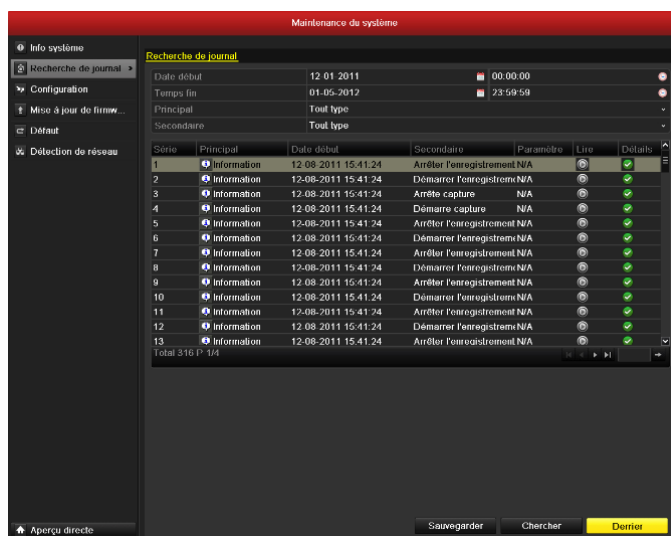 Maintenance du système
Info système
Recherche de journal
Configuration
Mise à jour de firmw...
Défaut
Détection de réseau
Aperçu directe
Recherche de journal
Date début 12-01-2011 00:00:00
Temps fin 01-05-2012 23:59:59
Principal Tout type
Secondaire Tout type
Série Principal Date début Secondaire Paramètre Lire Détails
1 Information 12-08-2011 15:41:24 Arrêter l'enregistrement N/A
2 Information 12-08-2011 15:41:24 Démarrer l'enregistreme N/A
3 Information 12-08-2011 15:41:24 Arrête capture N/A
4 Information 12-08-2011 15:41:24 Démarre capture N/A
5 Information 12-08-2011 15:41:24 Arrêter l'enregistrement N/A
6 Information 12-08-2011 15:41:24 Démarrer l'enregistreme N/A
7 Information 12-08-2011 15:41:24 Arrêter l'enregistrement N/A
8 Information 12-08-2011 15:41:24 Démarrer l'enregistreme N/A
9 Information 12-08-2011 15:41:24 Arrêter l'enregistrement N/A
10 Information 12-08-2011 15:41:24 Démarrer l'enregistreme N/A
11 Information 12-08-2011 15:41:24 Arrêter l'enregistrement N/A
12 Information 12-08-2011 15:41:24 Démarrer l'enregistreme N/A
13 Information 12-08-2011 15:41:24 Arrêter l'enregistrement N/A
Total 316 P 1/4
Sauvegarder Chercher Derrier